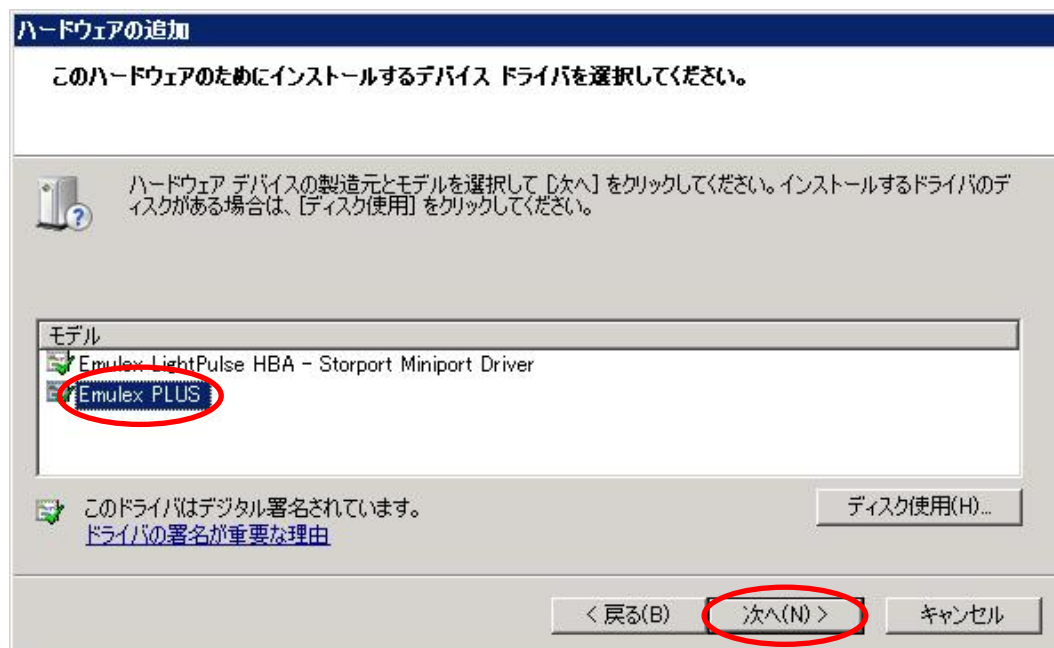 ハードウェアの追加
このハードウェアのためにインストールするデバイス ドライバを選択してください。
ハードウェア デバイスの製造元とモデルを選択して [次へ] をクリックしてください。インストールするドライバのデ
ィスクがある場合は、[ディスク使用] をクリックしてください。
モデル
Emulex LightPulse HBA - Storport Miniport Driver
Emulex PLUS
このドライバはデジタル署名されています。
ディスク使用(H)...
ドライバの署名が重要な理由
< 戻る(B)
次へ(N) >
キャンセル